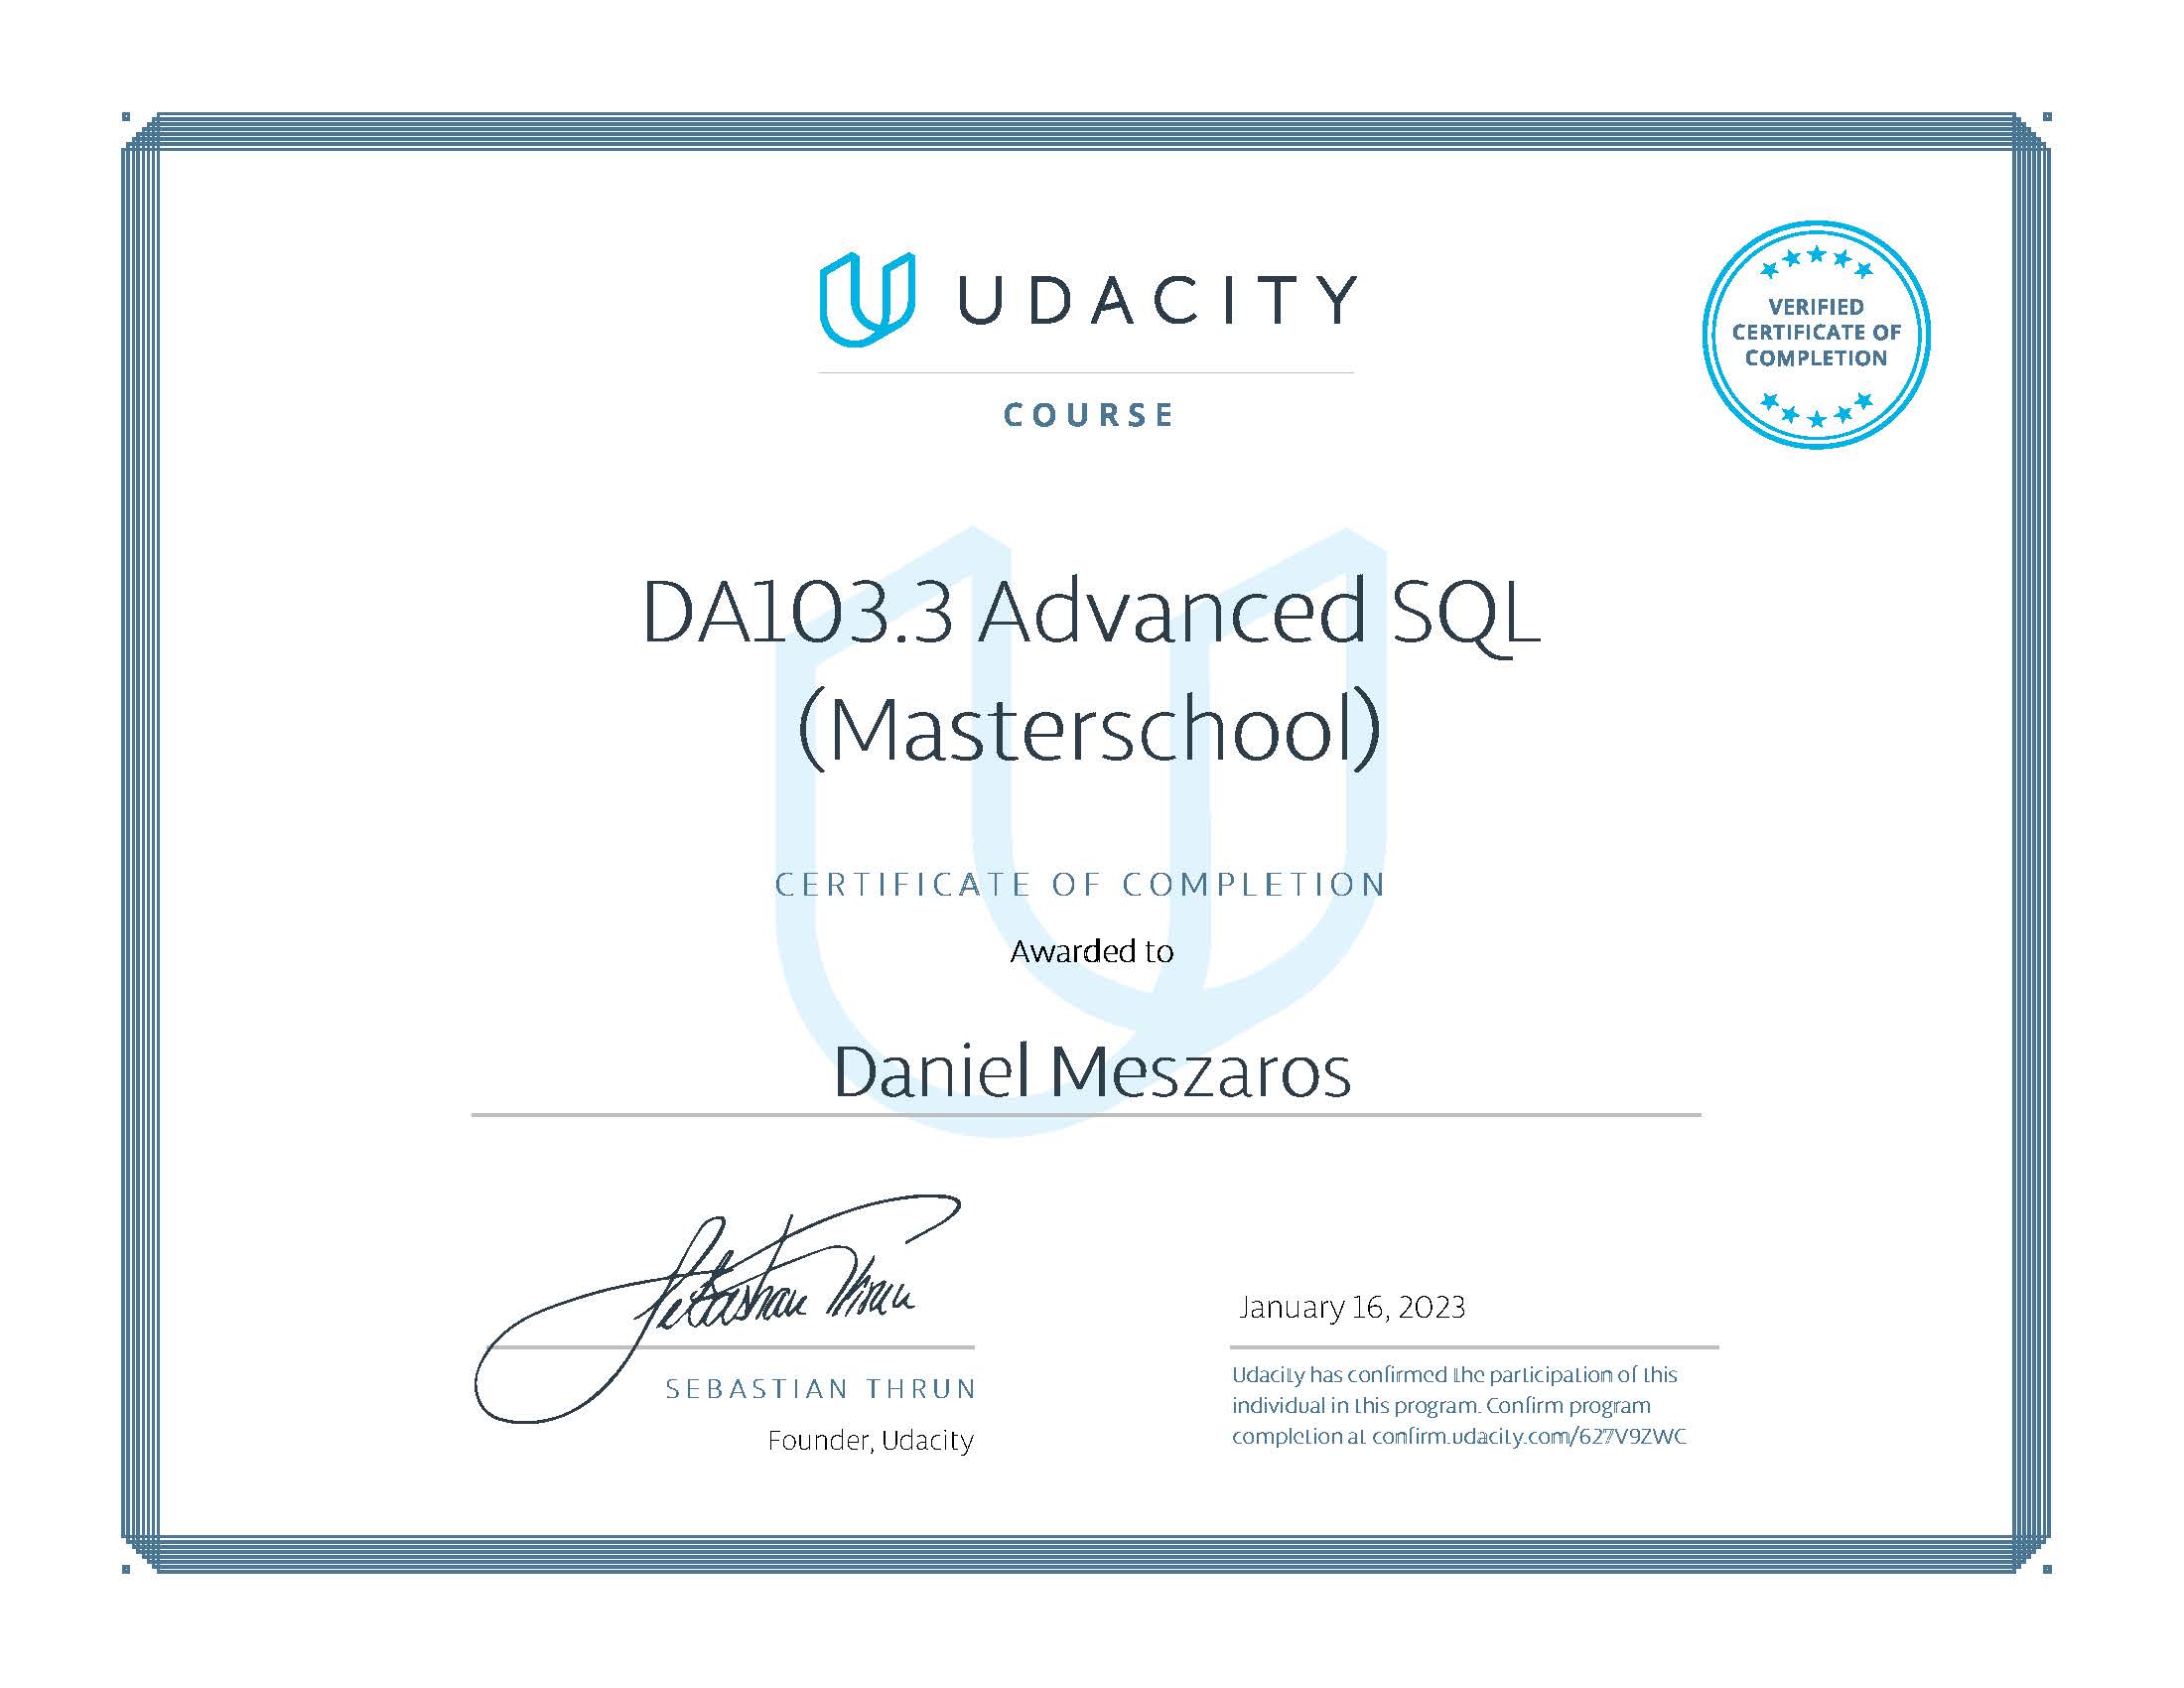 UDACITY
VERIFIED
CERTIFICATE OF
COMPLETION
COURSE
DA103.3 Advanced SQL
(Masterschool)
CERTIFICATE OF COMPLETION
Awarded to
Daniel Meszaros
Sebastian Thrun
SEBASTIAN THRUN
Founder, Udacity
January 16, 2023
Udacity has confirmed the participation of this
individual in this program. Confirm program
completion at confirm.udacity.com/627V9ZWC